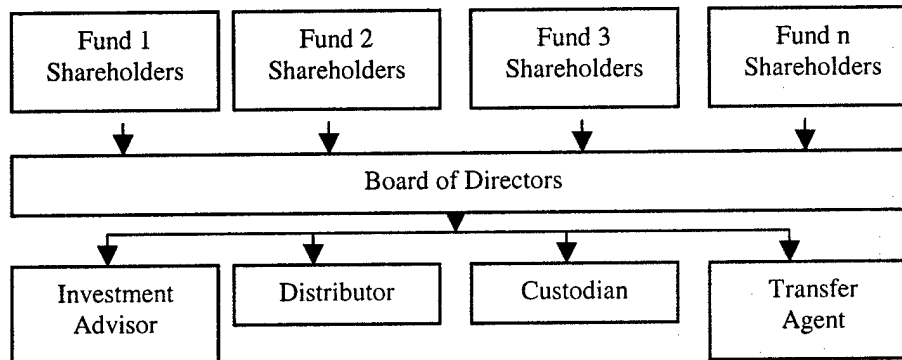 Fund 1
Shareholders
Fund 2
Shareholders
Fund 3
Shareholders
Fund n
Shareholders
Board of Directors
Investment
Advisor
Distributor
Custodian
Transfer
Agent